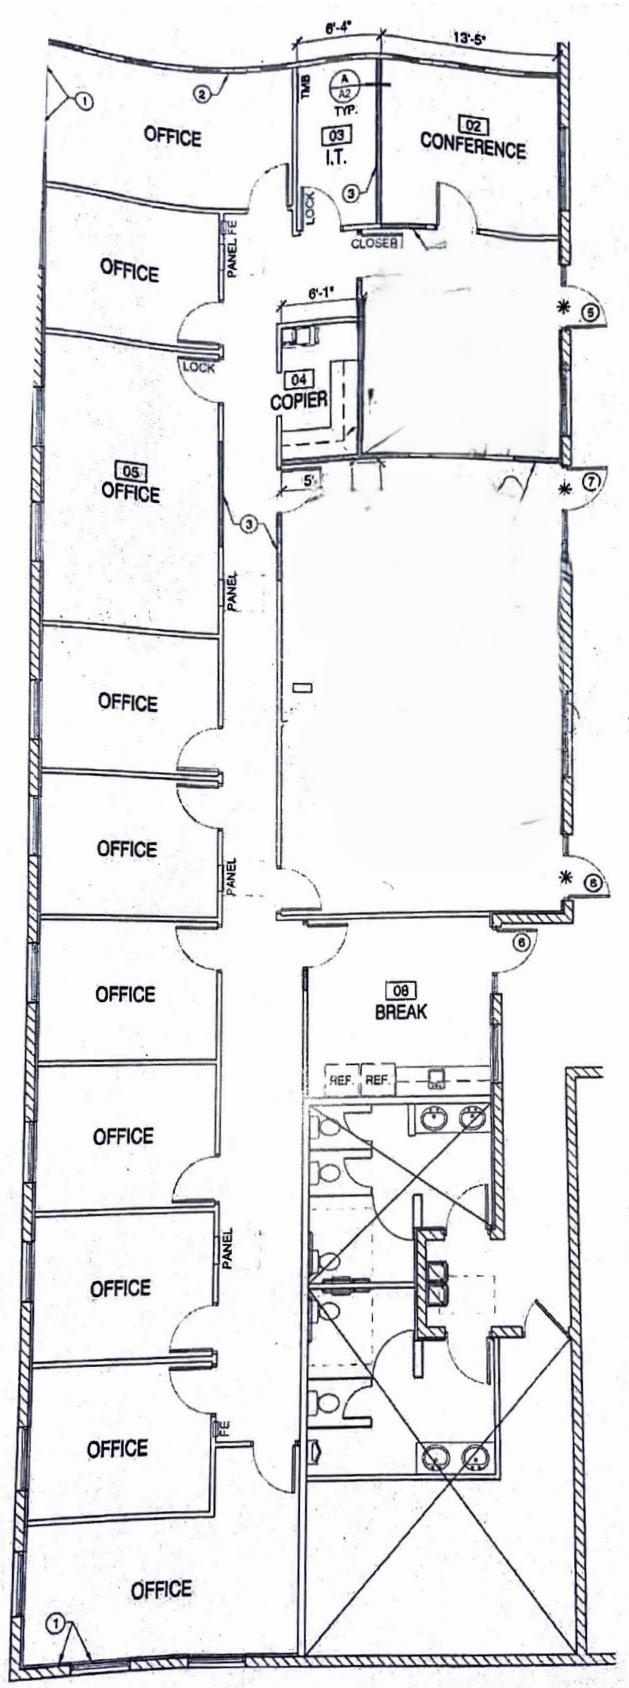 6'-4"
13'-5"
1
2
TMB
A
A2
TYP.
OFFICE
03
I.T.
02
CONFERENCE
3
LOCK
PANEL FE
CLOSER
OFFICE
6'-1"
5
LOCK
04
COPIER
05
OFFICE
5'
7
3
PANEL
OFFICE
OFFICE
PANEL
6
6
OFFICE
08
BREAK
REF.
REF.
OFFICE
PANEL
OFFICE
FE
OFFICE
OFFICE
1